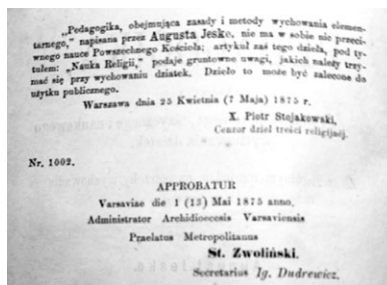 „Pedagogika, obejmująca zasady i metody wychowania elemen-
tarnego," napisana przez Augusta Jeske, nie ma w sobie nic przeci-
wnego nauce Powszechnego Kościoła; artykuł zaś tego dzieła, pod ty-
tułem: „Nauka Religji," podaje gruntowne uwagi, jakich należy trzy-
mać się przy wychowaniu dziatek. Dzieło to może być zalecone do
użytku publicznego.
Warszawa dnia 25 Kwietnia (7 Maja) 1875 r.
X. Piotr Stojakowski,
Cenzor dzieł treści religijnéj.
Nr. 1002.
APPROBATUR
Varsaviae die 1 (13) Mai 1875 anno.
Administrator Archidioecesis Varsaviensis
Praelatus Metropolitanus
St. Zwoliński.
Secretarius Ig. Dudrewicz.